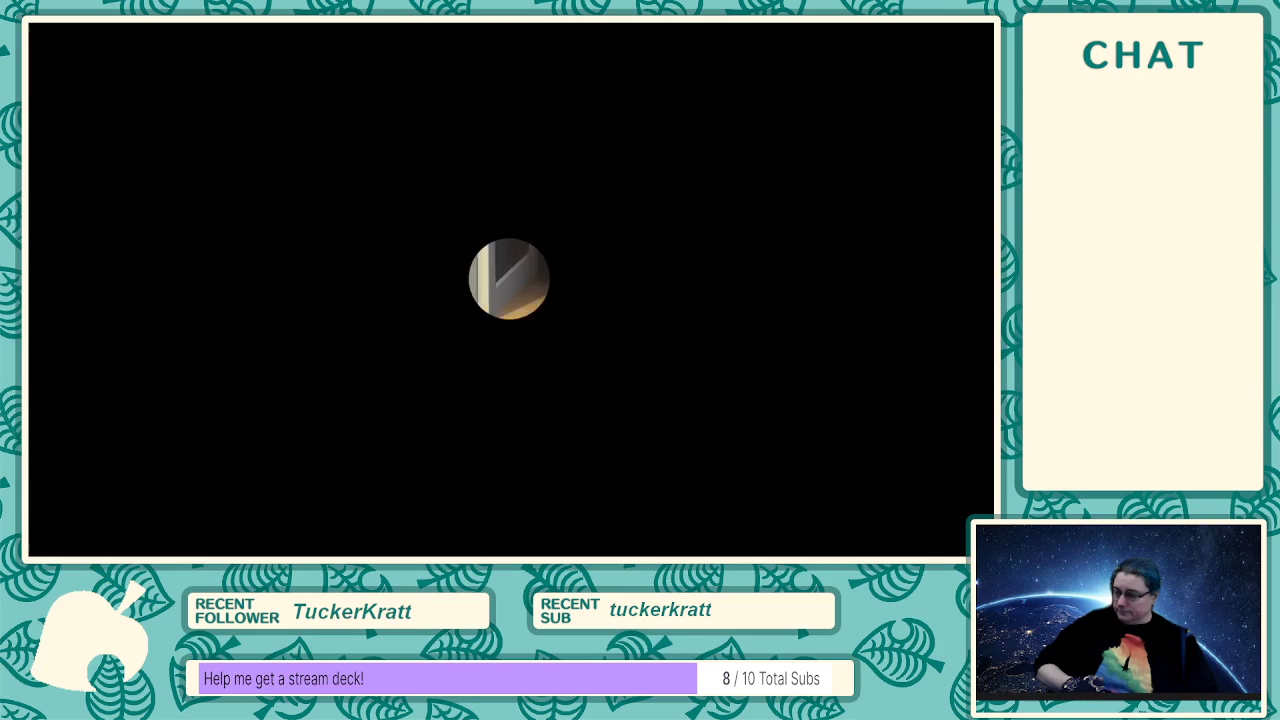 CHAT
RECENT
FOLLOWER
TuckerKratt
RECENT
SUB
tuckerkratt
Help me get a stream deck!
8 / 10 Total Subs